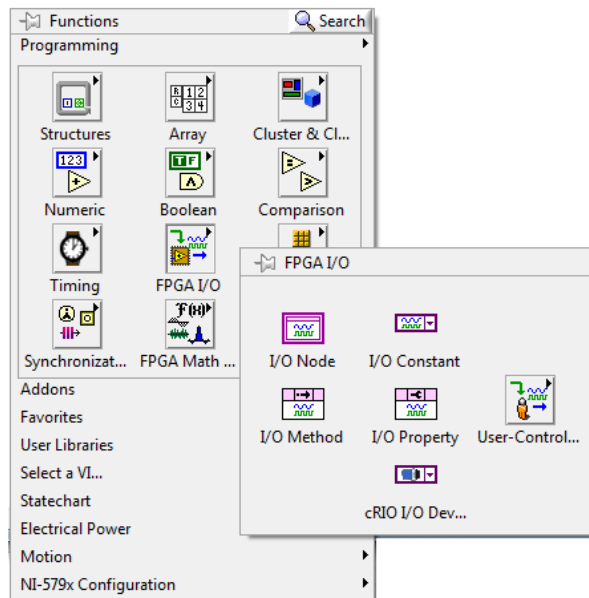 Functions
Search
Programming
Structures
Array
Cluster & Cl...
Numeric
Boolean
Comparison
Timing
FPGA I/O
Synchronizat...
FPGA Math ...
Addons
Favorites
User Libraries
Select a VI...
Statechart
Electrical Power
Motion
NI-579x Configuration
FPGA I/O
I/O Node
I/O Constant
I/O Method
I/O Property
User-Control...
cRIO I/O Dev...